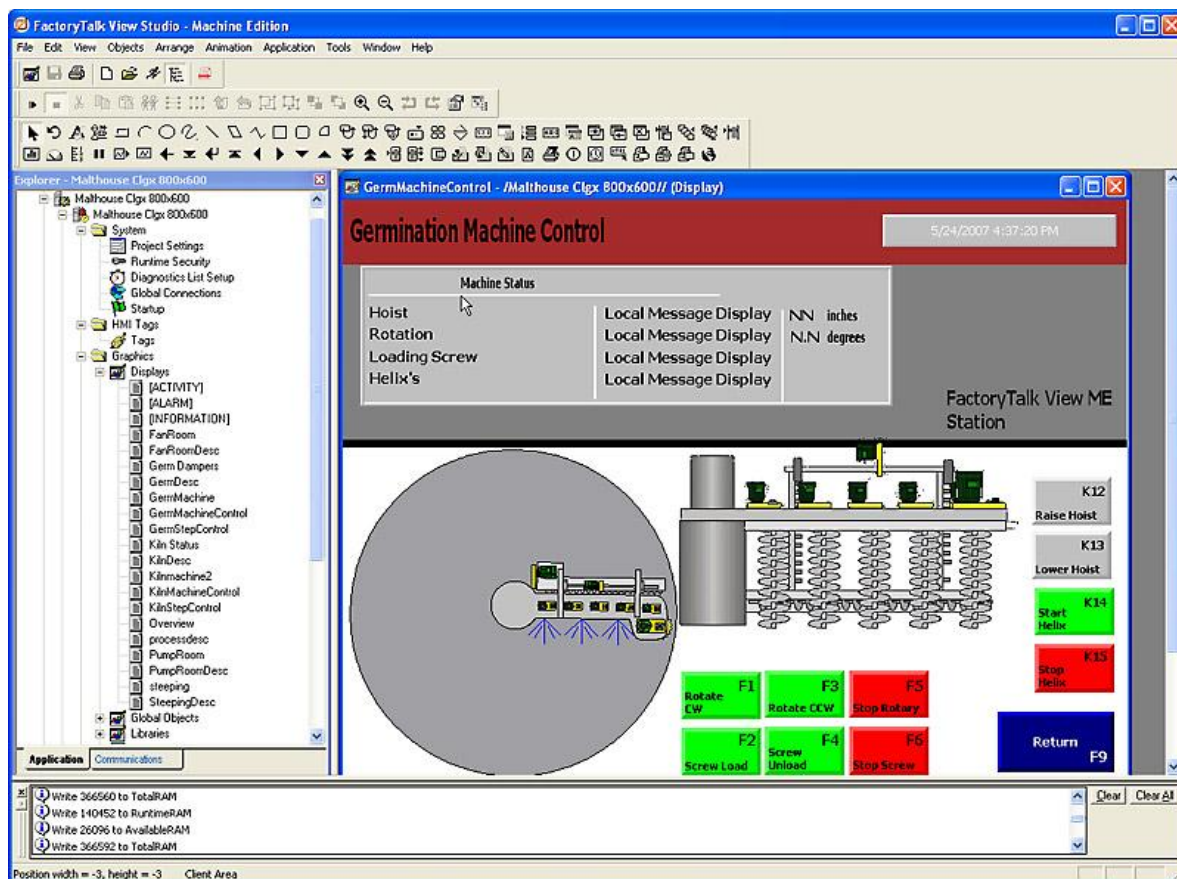 FactoryTalk View Studio - Machine Edition
File Edit View Objects Arrange Animation Application Tools Window Help
Explorer - Malthouse Clgx 800x600
Malthouse Clgx 800x600
Malthouse Clgx 800x600
System
Project Settings
Runtime Security
Diagnostics List Setup
Global Connections
Startup
HMI Tags
Tags
Graphics
Displays
[ACTIVITY]
[ALARM]
[INFORMATION]
FanRoom
FanRoomDesc
Germ Dampers
GermDesc
GermMachine
GermMachineControl
GermStepControl
Kiln Status
KilnDesc
Kilnmachine2
KilnMachineControl
KilnStepControl
Overview
processdesc
PumpRoom
PumpRoomDesc
steeping
SteepingDesc
Global Objects
Libraries
Application Communications
GermMachineControl - /Malthouse Clgx 800x600// (Display)
Germination Machine Control
5/24/2007 4:37:20 PM
Machine Status
Hoist Local Message Display NN inches
Rotation Local Message Display N.N degrees
Loading Screw Local Message Display
Helix's Local Message Display
FactoryTalk View ME
Station
K12
Raise Hoist
K13
Lower Hoist
K14
Start
Helix
K15
Stop
Helix
F1
Rotate
CW
F3
Rotate CCW
F5
Stop Rotary
F2
Screw Load
F4
Screw
Unload
F6
Stop Screw
Return
F9
Write 366560 to TotalRAM
Write 140452 to RuntimeRAM
Write 26096 to AvailableRAM
Write 366592 to TotalRAM
Clear Clear All
Position width = -3, height = -3 Client Area